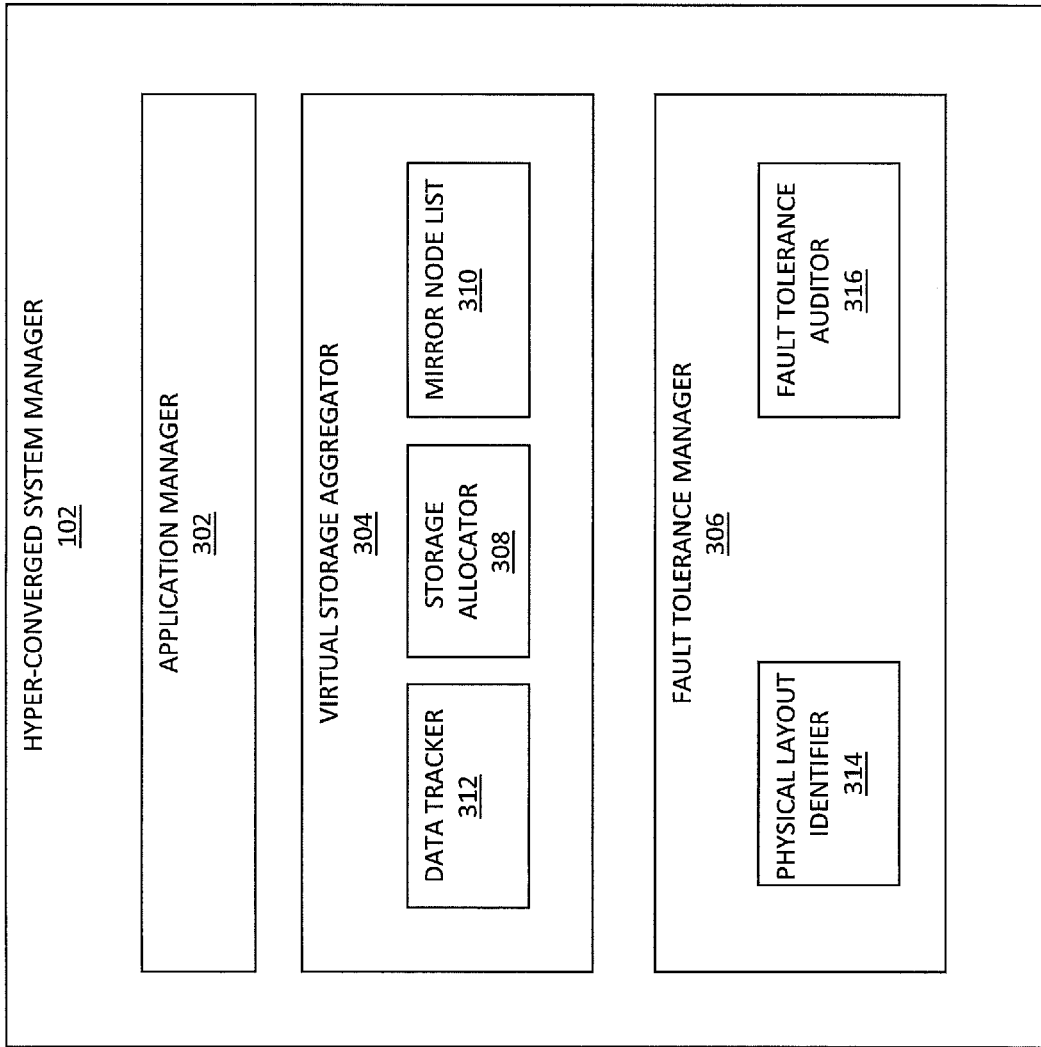 HYPER-CONVERGED SYSTEM MANAGER
102
APPLICATION MANAGER
302
VIRTUAL STORAGE AGGREGATOR
304
DATA TRACKER
312
STORAGE
ALLOCATOR
308
MIRROR NODE LIST
310
FAULT TOLERANCE MANAGER
306
PHYSICAL LAYOUT
IDENTIFIER
314
FAULT TOLERANCE
AUDITOR
316